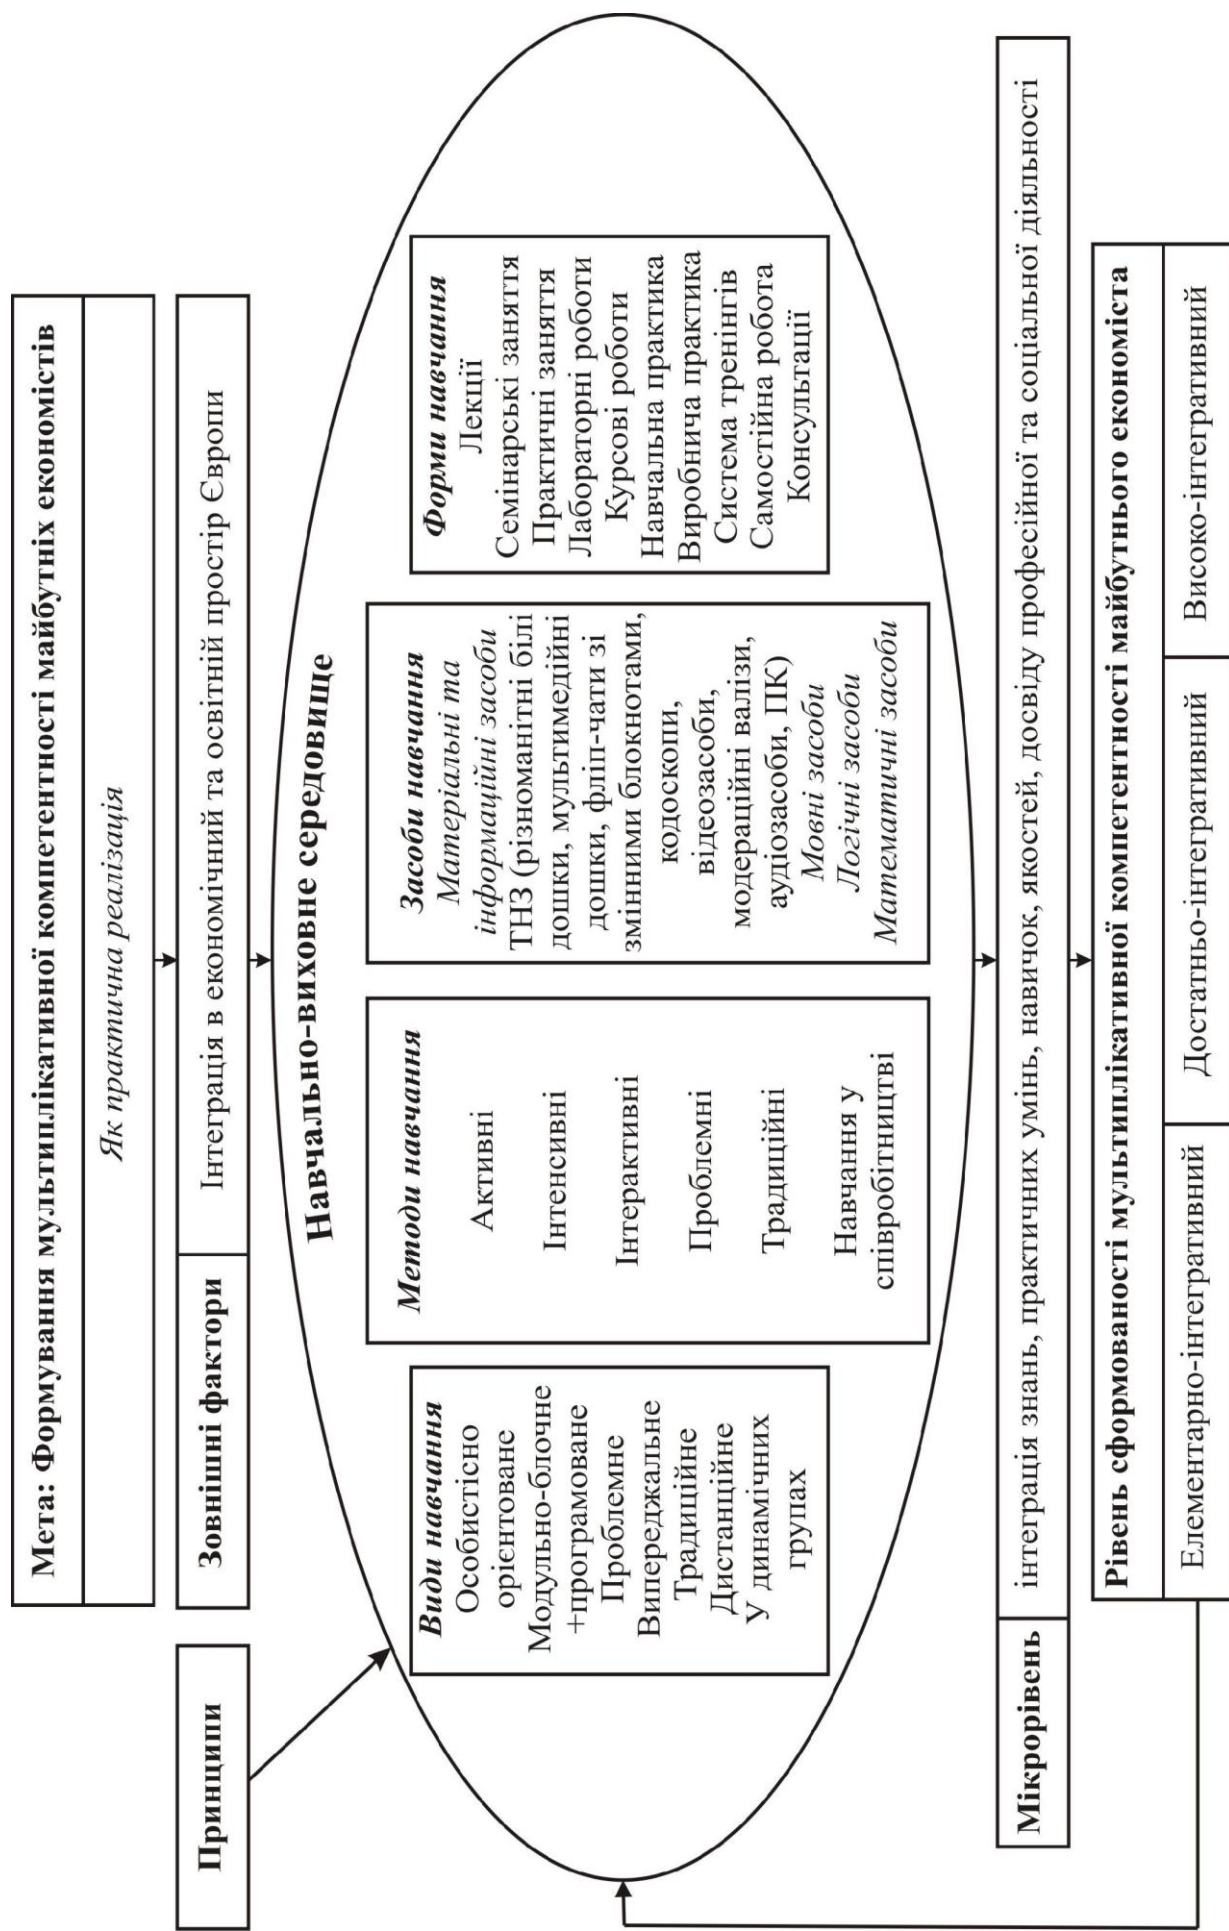 Мета: Формування мультиплікативної компетентності майбутніх економістів
Як практична реалізація
Принципи
Зовнішні фактори
Інтеграція в економічний та освітній простір Європи
Навчально-виховне середовище
Види навчання
Особистісно
орієнтоване
Модульно-блочне
+програмоване
Проблемне
Випереджальне
Традиційне
Дистанційне
У динамічних
групах
Методи навчання
Активні
Інтенсивні
Інтерактивні
Проблемні
Традиційні
Навчання у
співробітництві
Засоби навчання
Матеріальні та
інформаційні засоби
ТНЗ (різноманітні білі
дошки, мультимедійні
дошки, фліп-чати зі
змінними блокнотами,
кодоскопи,
відеозасоби,
модераційні валізи,
аудіозасоби, ПК)
Мовні засоби
Логічні засоби
Математичні засоби
Форми навчання
Лекції
Семінарські заняття
Практичні заняття
Лабораторні роботи
Курсові роботи
Навчальна практика
Виробнича практика
Система тренінгів
Самостійна робота
Консультації
Мікрорівень
інтеграція знань, практичних умінь, навичок, якостей, досвіду професійної та соціальної діяльності
Рівень сформованості мультиплікативної компетентності майбутнього економіста
Елементарно-інтегративний
Достатньо-інтегративний
Високо-інтегративний